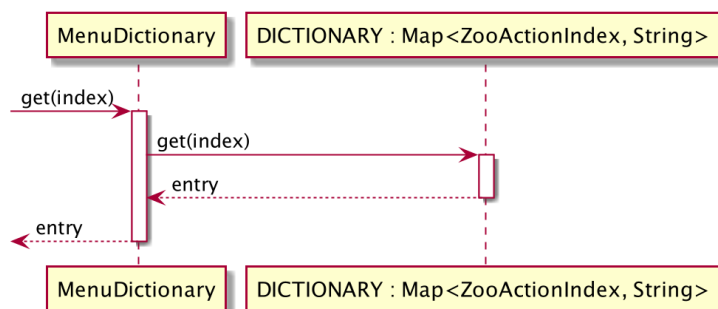 MenuDictionary
DICTIONARY : Map<ZooActionIndex, String>
get(index)
get(index)
entry
entry
MenuDictionary
DICTIONARY : Map<ZooActionIndex, String>